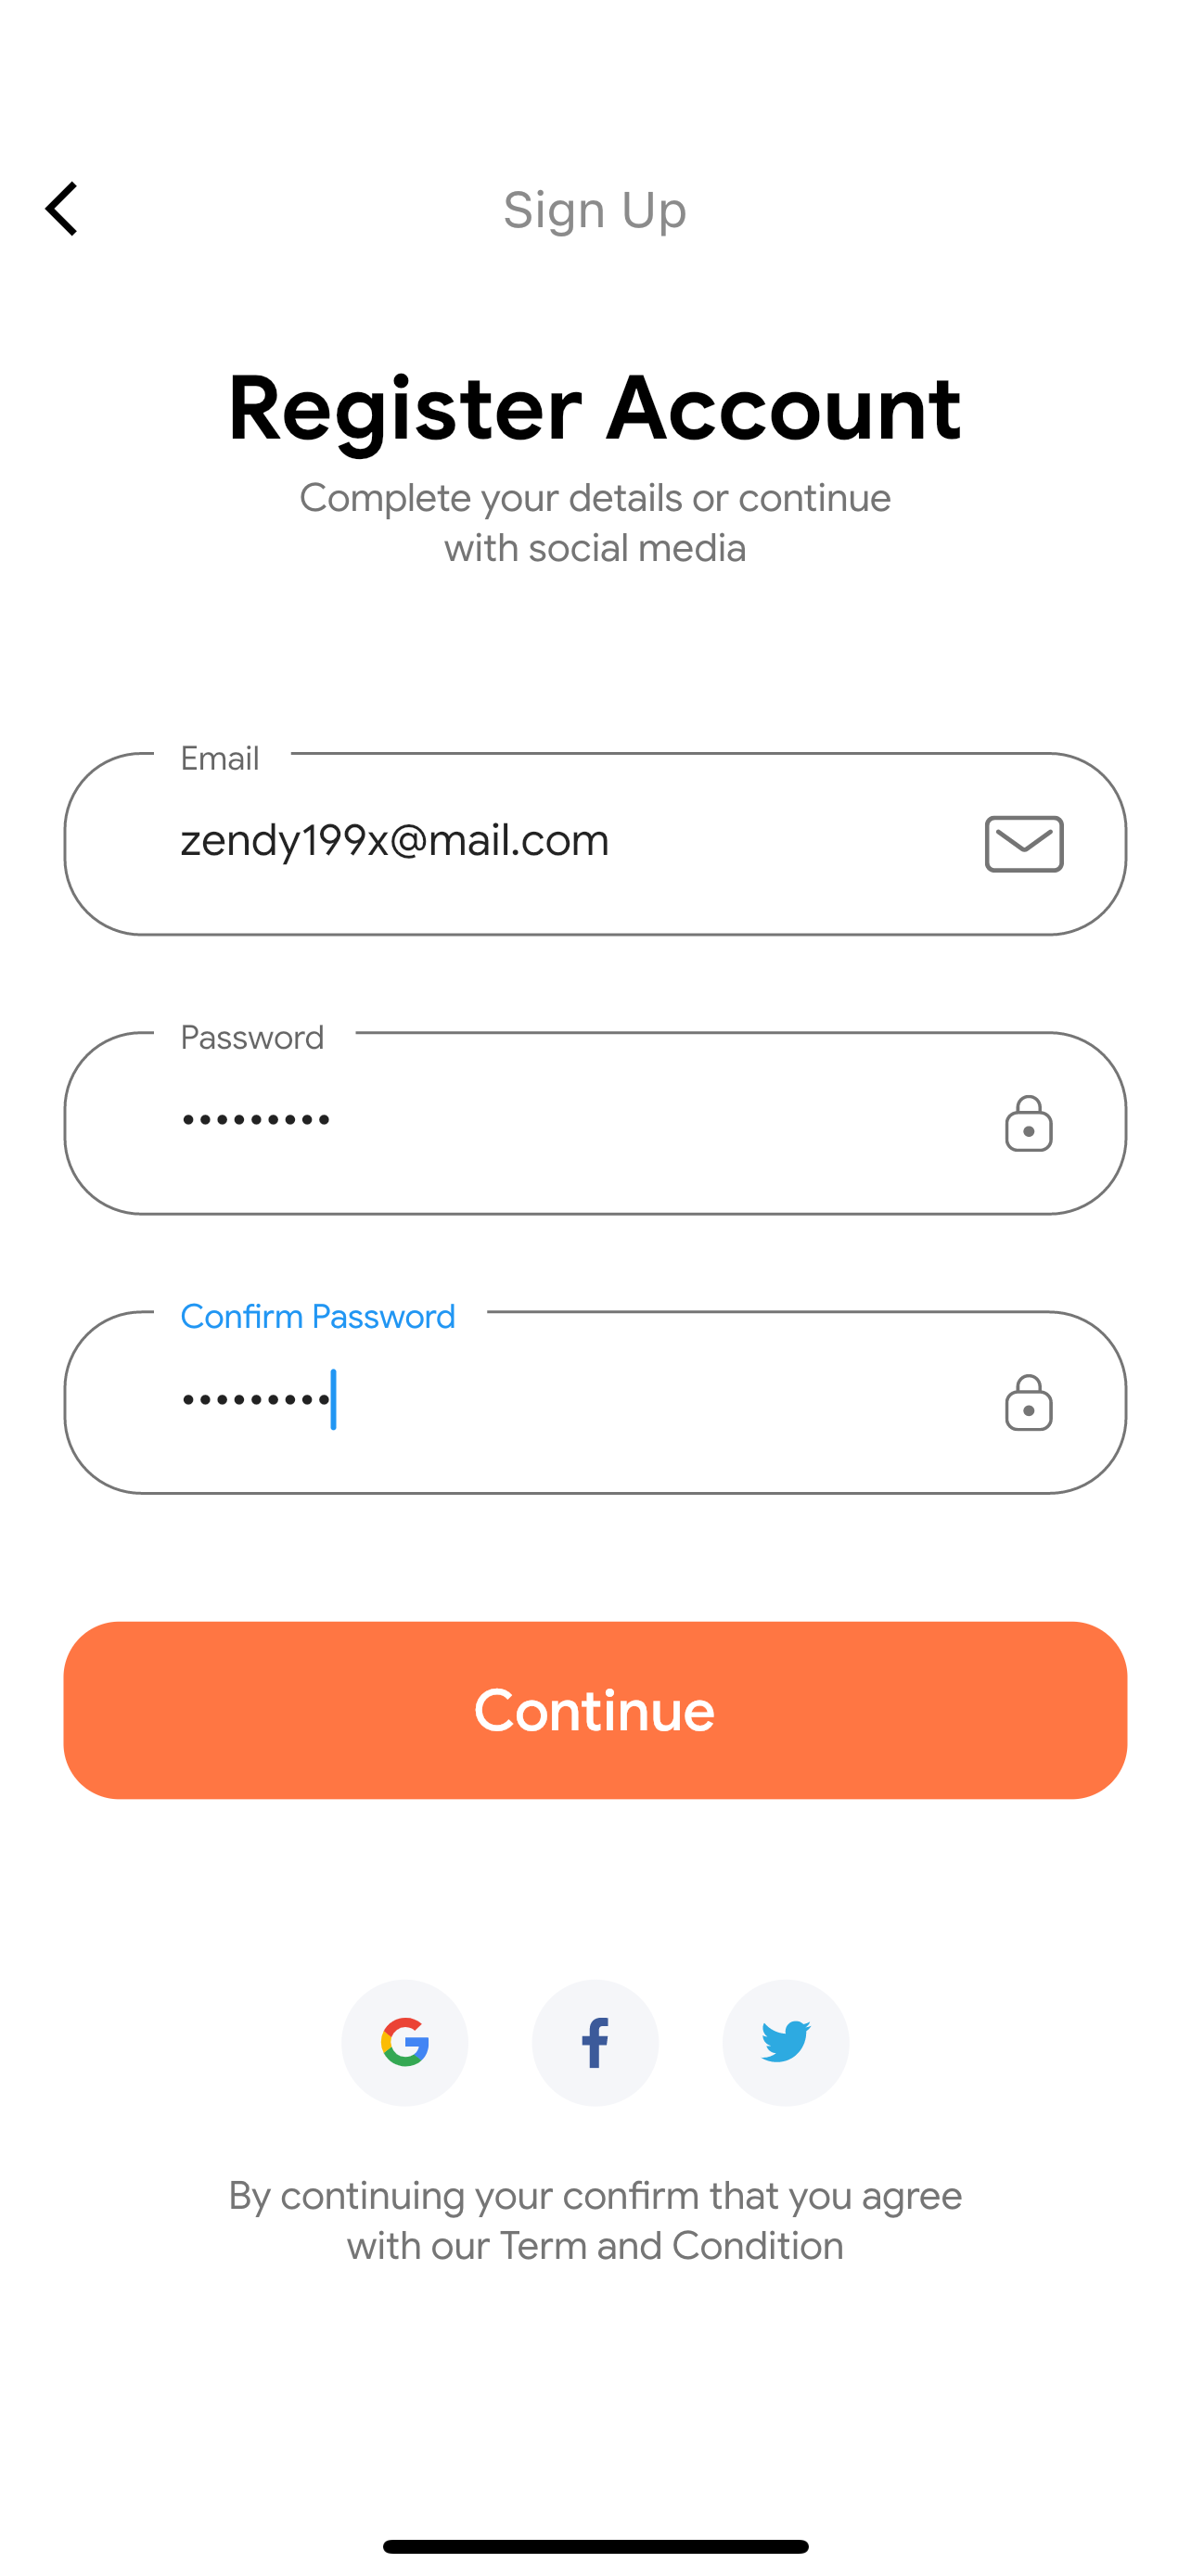 Sign Up
Register Account
Complete your details or continue
with social media
Email
zendy199x@mail.com
Password
•••••••••
Confirm Password
•••••••••
Continue
By continuing your confirm that you agree
with our Term and Condition